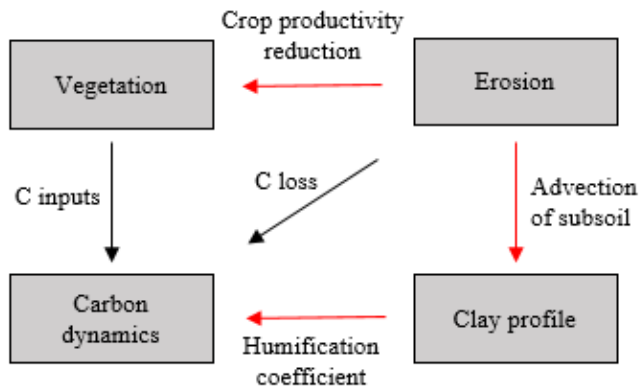 Crop productivity
reduction
Vegetation
Erosion
C inputs
C loss
Advection
of subsoil
Carbon
dynamics
Clay profile
Humification
coefficient